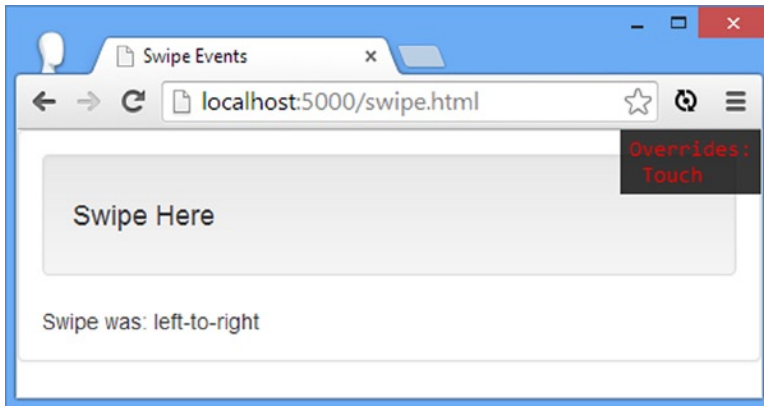 Swipe Events
localhost:5000/swipe.html
Overrides:
Touch
Swipe Here
Swipe was: left-to-right